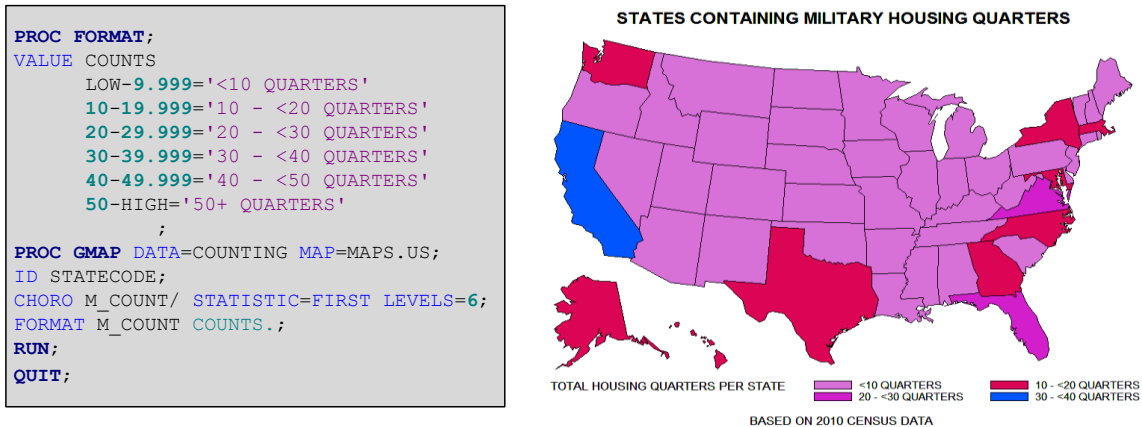 PROC FORMAT;
VALUE COUNTS
LOW-9.999='<10 QUARTERS'
10-19.999='10 - <20 QUARTERS'
20-29.999='20 - <30 QUARTERS'
30-39.999='30 - <40 QUARTERS'
40-49.999='40 - <50 QUARTERS'
50-HIGH='50+ QUARTERS'
;
PROC GMAP DATA=COUNTING MAP=MAPS.US;
ID STATECODE;
CHORO M_COUNT/ STATISTIC=FIRST LEVELS=6;
FORMAT M_COUNT COUNTS.;
RUN;
QUIT;
STATES CONTAINING MILITARY HOUSING QUARTERS
TOTAL HOUSING QUARTERS PER STATE <10 QUARTERS 10 - <20 QUARTERS
20 - <30 QUARTERS 30 - <40 QUARTERS
BASED ON 2010 CENSUS DATA